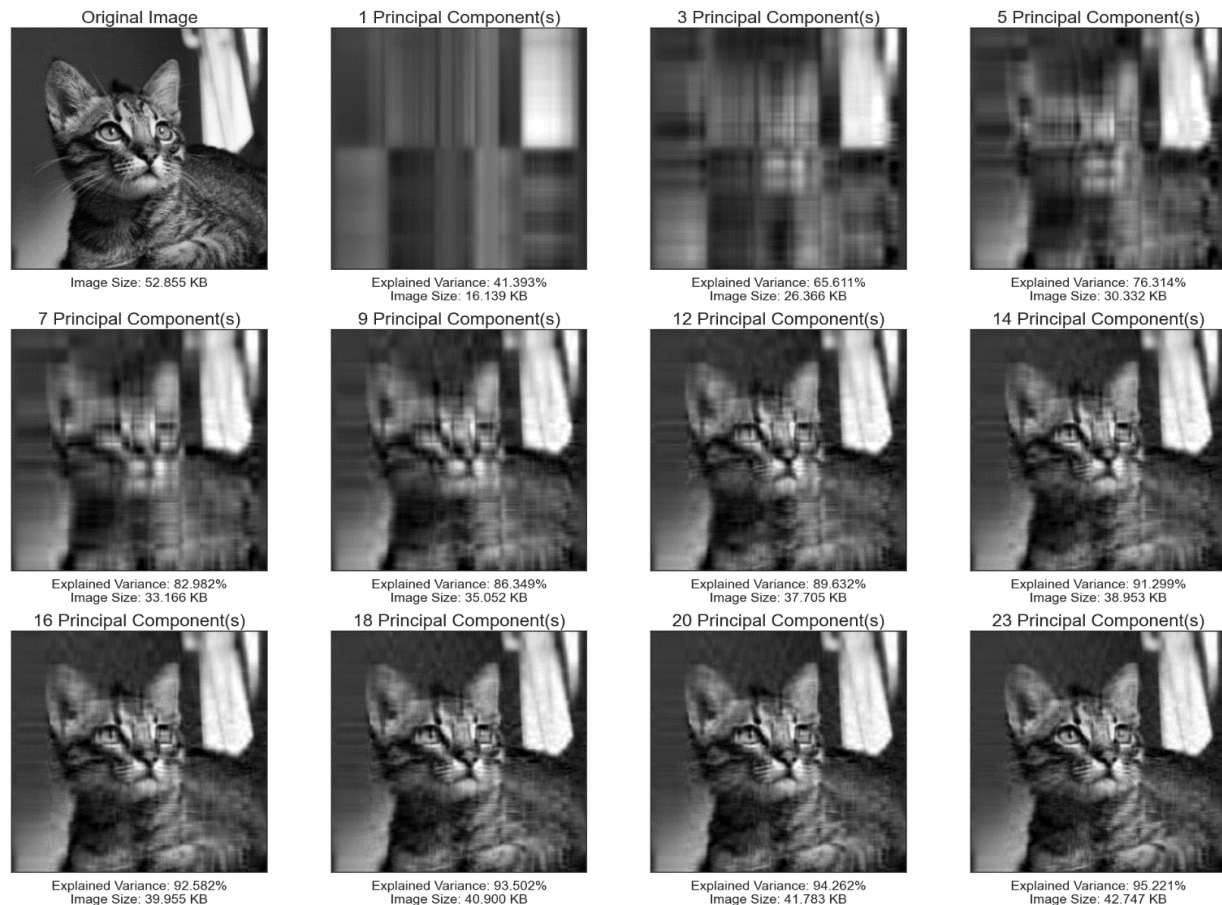 Original Image
1 Principal Component(s)
3 Principal Component(s)
5 Principal Component(s)
Image Size: 52.855 KB
Explained Variance: 41.393%
Image Size: 16.139 KB
Explained Variance: 65.611%
Image Size: 26.366 KB
Explained Variance: 76.314%
Image Size: 30.332 KB
7 Principal Component(s)
9 Principal Component(s)
12 Principal Component(s)
14 Principal Component(s)
Explained Variance: 82.982%
Image Size: 33.166 KB
Explained Variance: 86.349%
Image Size: 35.052 KB
Explained Variance: 89.632%
Image Size: 37.705 KB
Explained Variance: 91.299%
Image Size: 38.953 KB
16 Principal Component(s)
18 Principal Component(s)
20 Principal Component(s)
23 Principal Component(s)
Explained Variance: 92.582%
Image Size: 39.955 KB
Explained Variance: 93.502%
Image Size: 40.900 KB
Explained Variance: 94.262%
Image Size: 41.783 KB
Explained Variance: 95.221%
Image Size: 42.747 KB